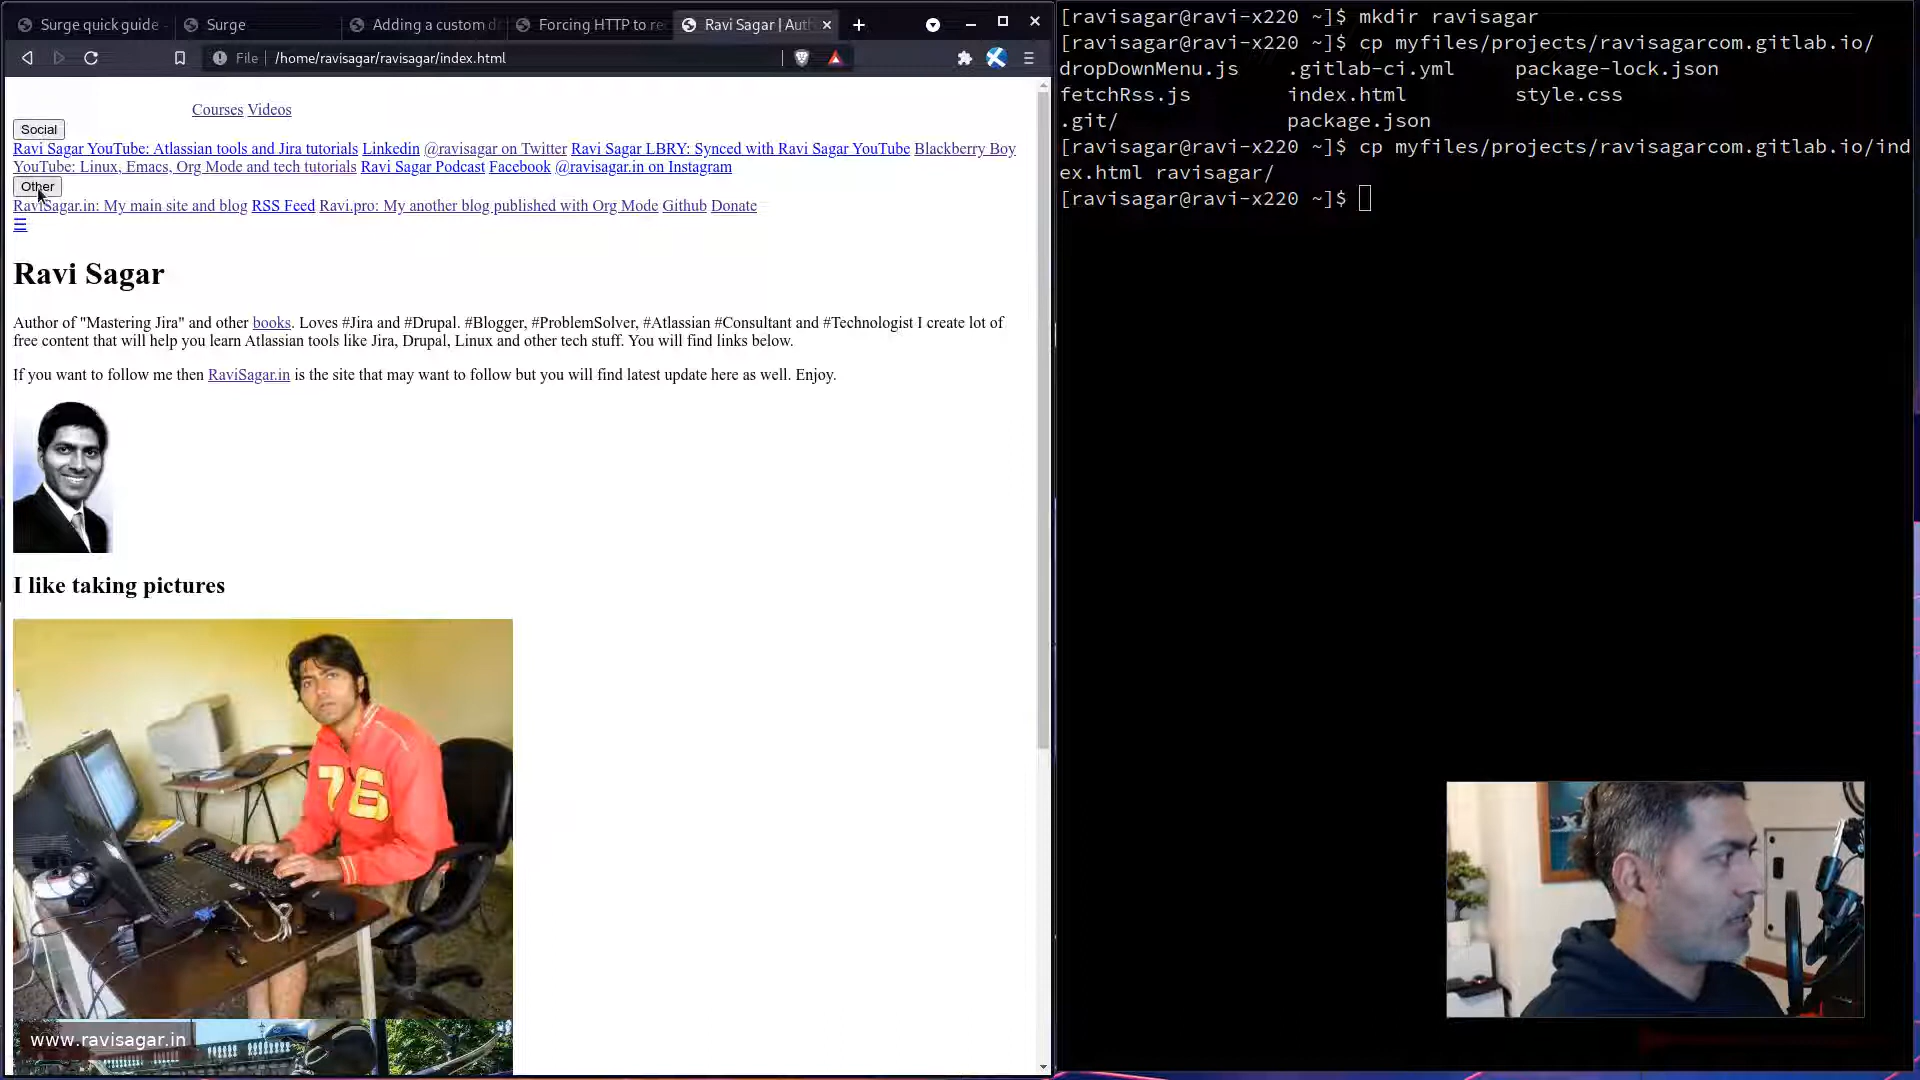 Surge quick guide
Surge
Adding a custom d
Forcing HTTP to re
Ravi Sagar | Auth
File
/home/ravisagar/ravisagar/index.html
Courses Videos
Social
Ravi Sagar YouTube: Atlassian tools and Jira tutorials Linkedin @ravisagar on Twitter Ravi Sagar LBRY: Synced with Ravi Sagar YouTube Blackberry Boy
YouTube: Linux, Emacs, Org Mode and tech tutorials Ravi Sagar Podcast Facebook @ravisagar.in on Instagram
Other
RaviSagar.in: My main site and blog RSS Feed Ravi.pro: My another blog published with Org Mode Github Donate
☰
Ravi Sagar
Author of "Mastering Jira" and other books. Loves #Jira and #Drupal. #Blogger, #ProblemSolver, #Atlassian #Consultant and #Technologist I create lot of
free content that will help you learn Atlassian tools like Jira, Drupal, Linux and other tech stuff. You will find links below.
If you want to follow me then RaviSagar.in is the site that may want to follow but you will find latest update here as well. Enjoy.
I like taking pictures
76
www.ravisagar.in
[ravisagar@ravi-x220 ~]$ mkdir ravisagar
[ravisagar@ravi-x220 ~]$ cp myfiles/projects/ravisagarcom.gitlab.io/
dropDownMenu.js .gitlab-ci.yml package-lock.json
fetchRss.js index.html style.css
.git/ package.json
[ravisagar@ravi-x220 ~]$ cp myfiles/projects/ravisagarcom.gitlab.io/ind
ex.html ravisagar/
[ravisagar@ravi-x220 ~]$